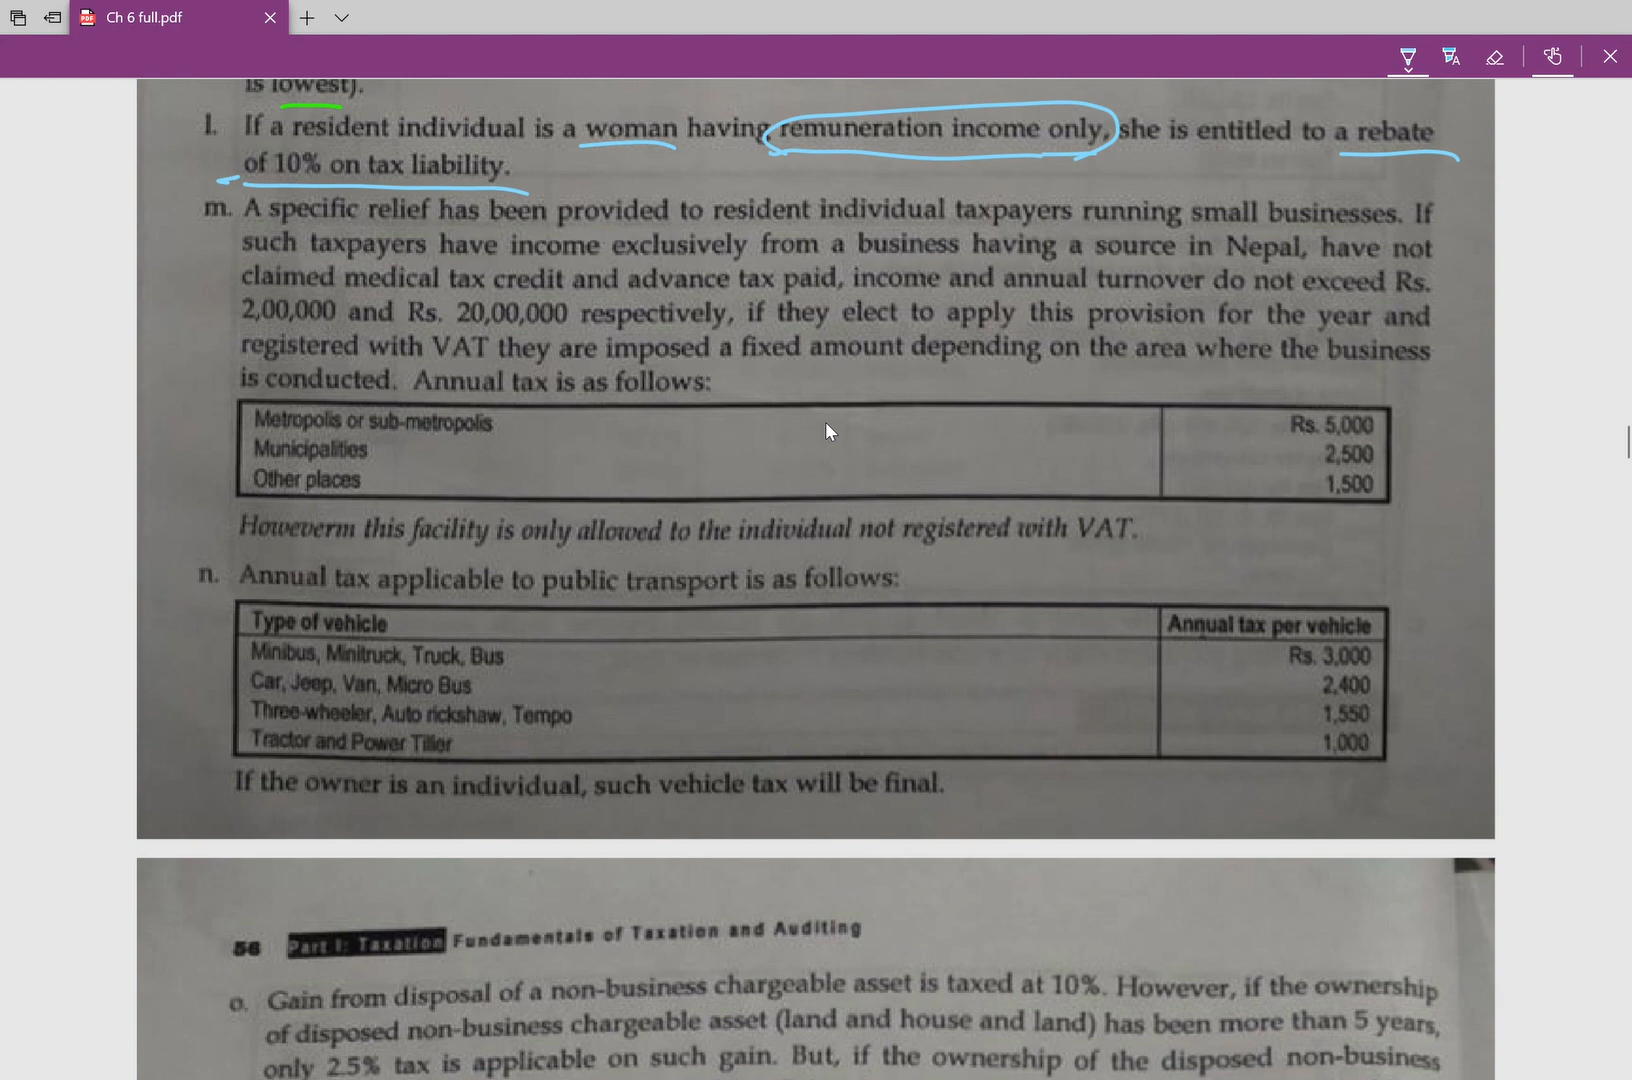 Ch 6 full.pdf
is lowest).
l. If a resident individual is a woman having remuneration income only, she is entitled to a rebate
of 10% on tax liability.
m. A specific relief has been provided to resident individual taxpayers running small businesses. If
such taxpayers have income exclusively from a business having a source in Nepal, have not
claimed medical tax credit and advance tax paid, income and annual turnover do not exceed Rs.
2,00,000 and Rs. 20,00,000 respectively, if they elect to apply this provision for the year and
registered with VAT they are imposed a fixed amount depending on the area where the business
is conducted. Annual tax is as follows:
Metropolis or sub-metropolis Rs. 5,000
Municipalities 2,500
Other places 1,500
Howeverm this facility is only allowed to the individual not registered with VAT.
n. Annual tax applicable to public transport is as follows:
Type of vehicle Annual tax per vehicle
Minibus, Minitruck, Truck, Bus Rs. 3,000
Car, Jeep, Van, Micro Bus 2,400
Three-wheeler, Auto rickshaw, Tempo 1,550
Tractor and Power Tiller 1,000
If the owner is an individual, such vehicle tax will be final.
56 Part I: Taxation Fundamentals of Taxation and Auditing
o. Gain from disposal of a non-business chargeable asset is taxed at 10%. However, if the ownership
of disposed non-business chargeable asset (land and house and land) has been more than 5 years,
only 2.5% tax is applicable on such gain. But, if the ownership of the disposed non-business